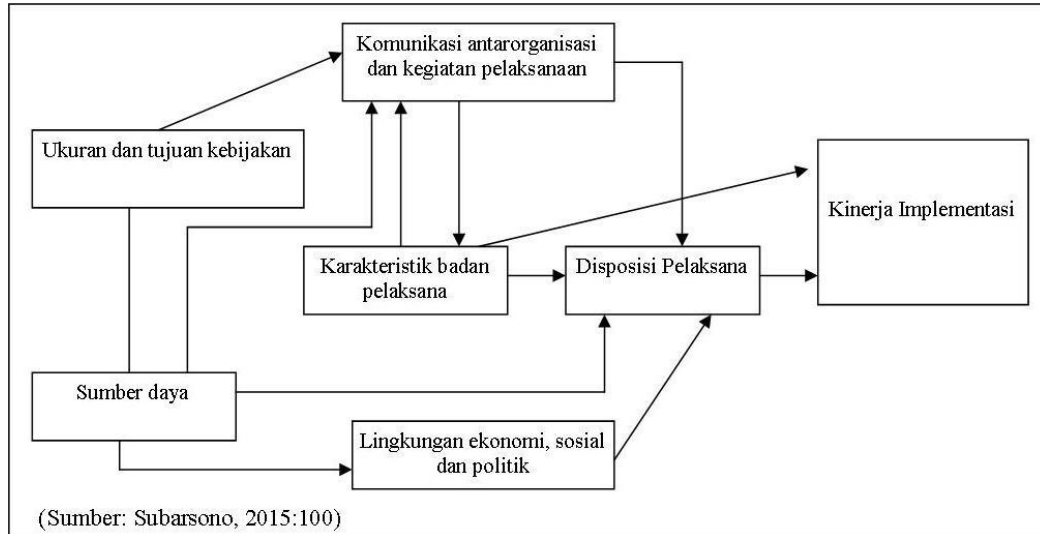 Komunikasi antarorganisasi
dan kegiatan pelaksanaan
Ukuran dan tujuan kebijakan
Kinerja Implementasi
Karakteristik badan
pelaksana
Disposisi Pelaksana
Sumber daya
Lingkungan ekonomi, sosial
dan politik
(Sumber: Subarsono, 2015:100)